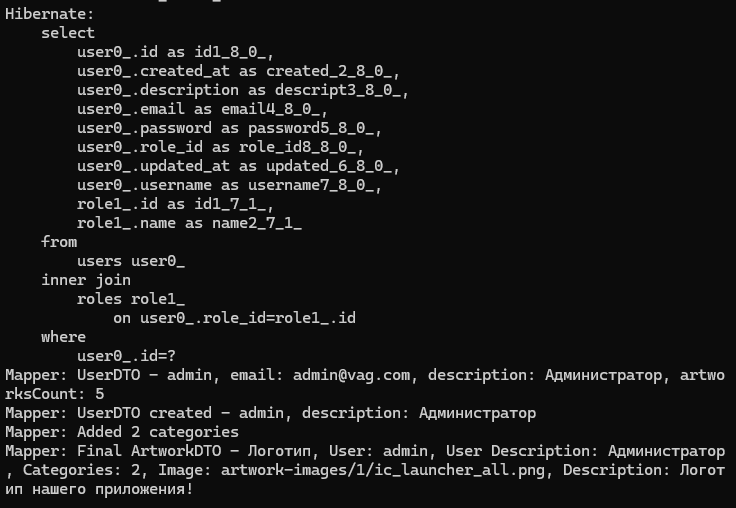 Hibernate:
    select
        user0_.id as id1_8_0_,
        user0_.created_at as created_2_8_0_,
        user0_.description as descript3_8_0_,
        user0_.email as email4_8_0_,
        user0_.password as password5_8_0_,
        user0_.role_id as role_id8_8_0_,
        user0_.updated_at as updated_6_8_0_,
        user0_.username as username7_8_0_,
        role1_.id as id1_7_1_,
        role1_.name as name2_7_1_
    from
        users user0_
    inner join
        roles role1_
            on user0_.role_id=role1_.id
    where
        user0_.id=?
Mapper: UserDTO - admin, email: admin@vag.com, description: Администратор, artwo
rksCount: 5
Mapper: UserDTO created - admin, description: Администратор
Mapper: Added 2 categories
Mapper: Final ArtworkDTO - Логотип, User: admin, User Description: Администратор
, Categories: 2, Image: artwork-images/1/ic_launcher_all.png, Description: Логот
ип нашего приложения!